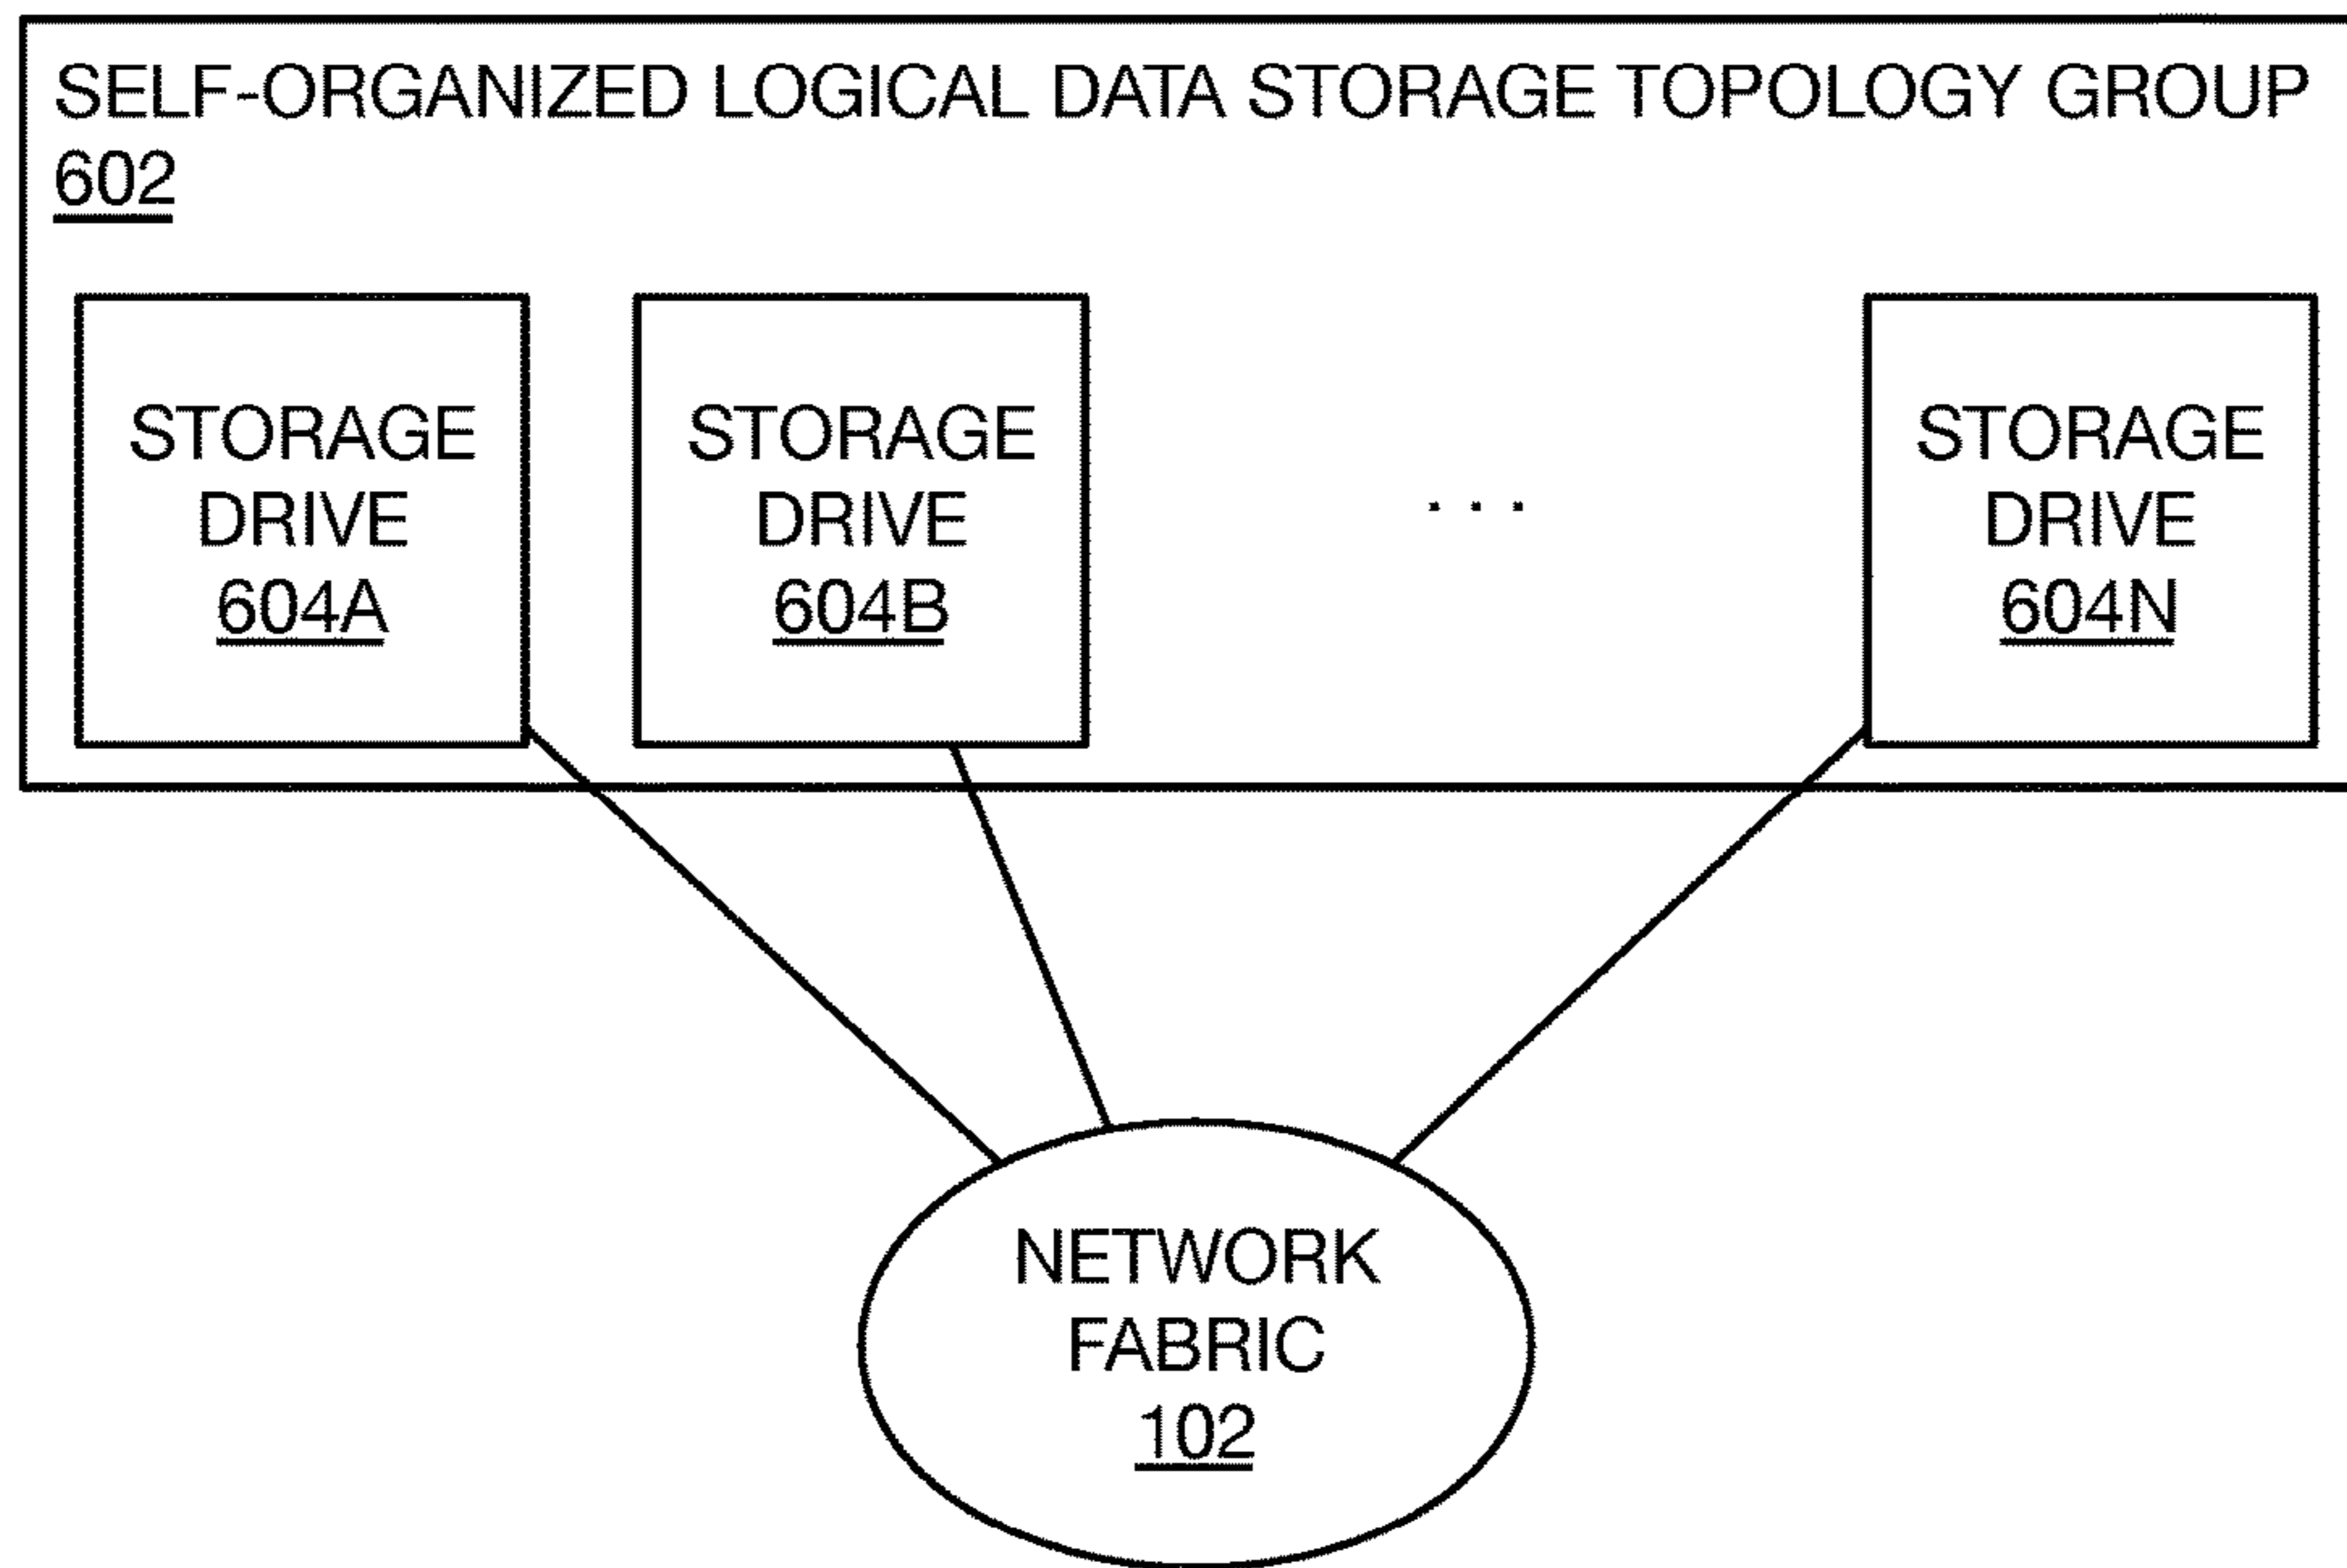 SELF-ORGANIZED LOGICAL DATA STORAGE TOPOLOGY GROUP
602
STORAGE
DRIVE
604A
STORAGE
DRIVE
604B
. . .
STORAGE
DRIVE
604N
NETWORK
FABRIC
102